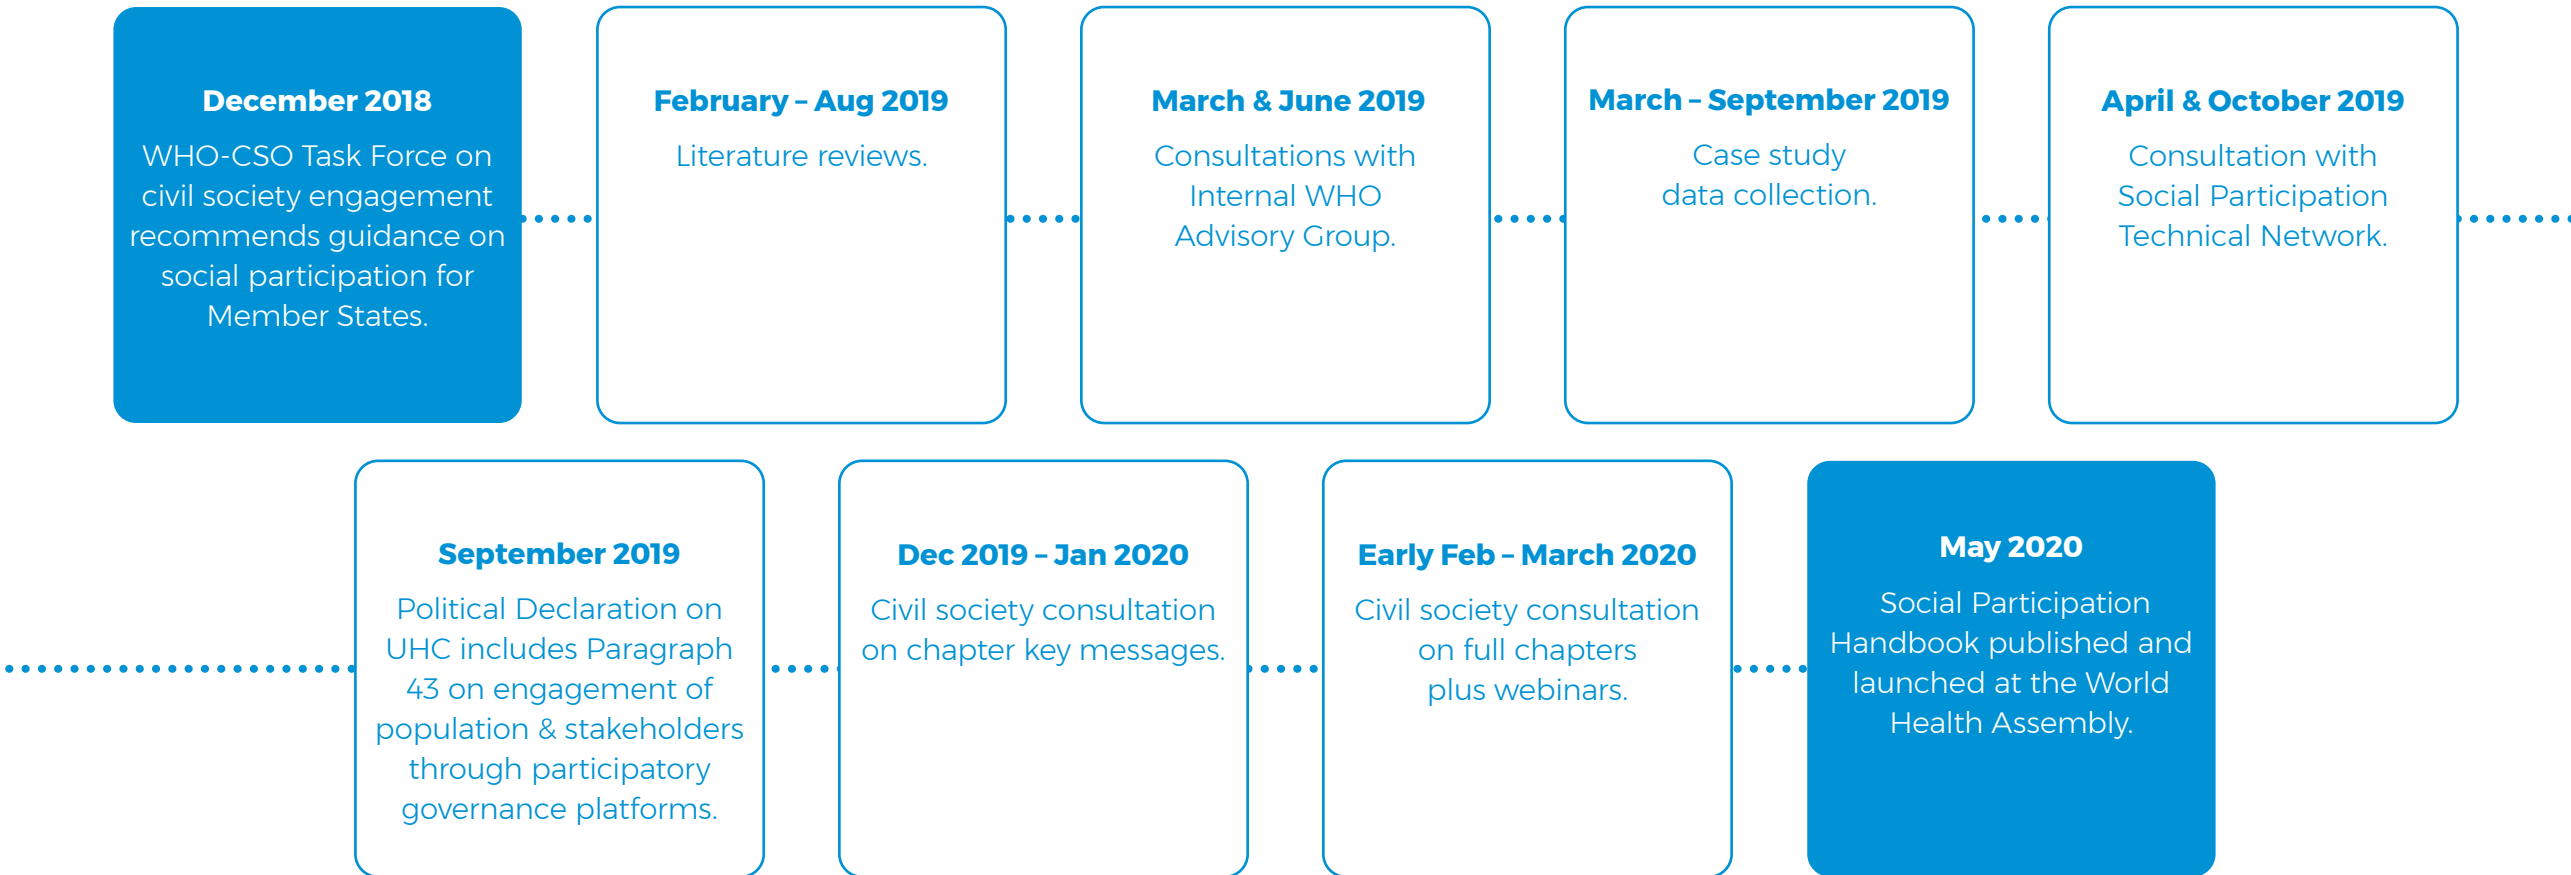 December 2018
WHO-CSO Task Force on
civil society engagement
recommends guidance on
social participation for
Member States.
February – Aug 2019
Literature reviews.
March & June 2019
Consultations with
Internal WHO
Advisory Group.
March – September 2019
Case study
data collection.
April & October 2019
Consultation with
Social Participation
Technical Network.
September 2019
Political Declaration on
UHC includes Paragraph
43 on engagement of
population & stakeholders
through participatory
governance platforms.
Dec 2019 – Jan 2020
Civil society consultation
on chapter key messages.
Early Feb – March 2020
Civil society consultation
on full chapters
plus webinars.
May 2020
Social Participation
Handbook published and
launched at the World
Health Assembly.